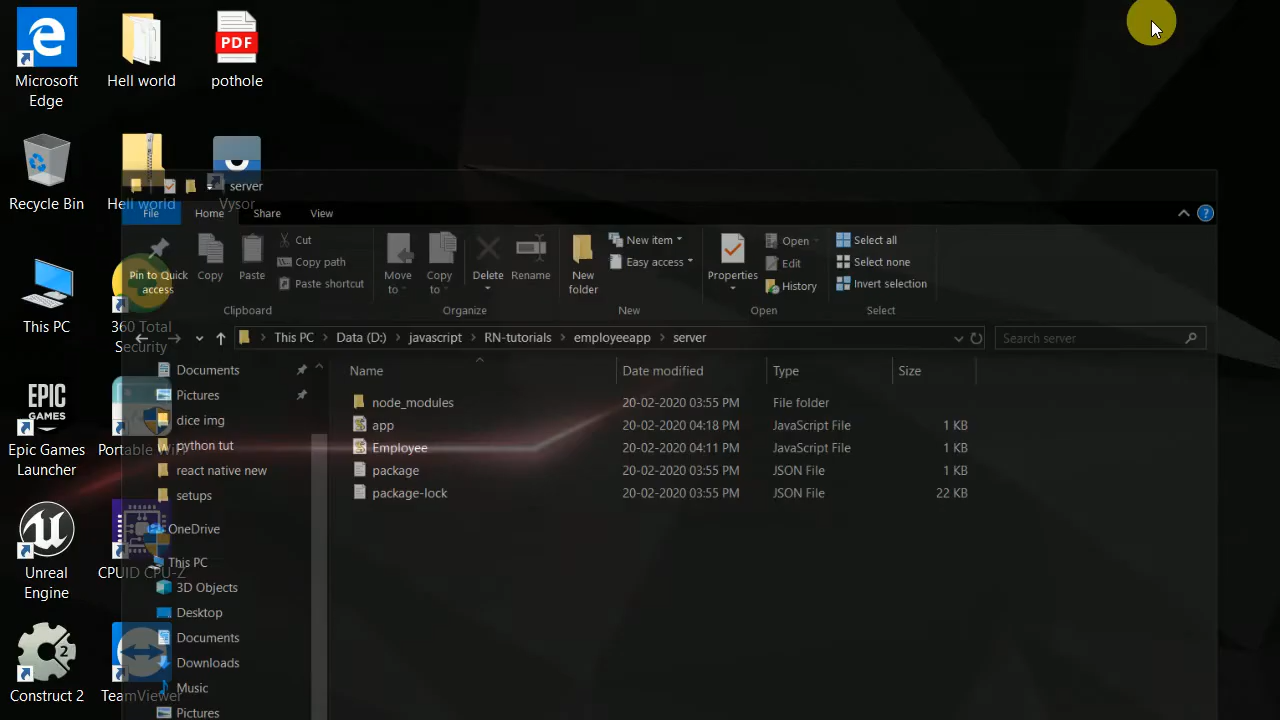 Microsoft
Edge
Hell world
PDF
pothole
Recycle Bin
Hell world
Vysor
This PC
360 Total
Security
Epic Games
Launcher
Portable WiFi
Unreal
Engine
CPUID CPU-Z
Construct 2
TeamViewer
EPIC
GAMES
server
File
Home
Share
View
Pin to Quick
access
Copy
Paste
Cut
Copy path
Paste shortcut
Clipboard
Move
to
Copy
to
Delete
Rename
Organize
New
folder
New item
Easy access
New
Properties
Open
Edit
History
Open
Select all
Select none
Invert selection
Select
This PC > Data (D:) > javascript > RN-tutorials > employeeapp > server
Search server
Documents
Pictures
dice img
python tut
react native new
setups
OneDrive
This PC
3D Objects
Desktop
Documents
Downloads
Music
Pictures
Name Date modified Type Size
node_modules 20-02-2020 03:55 PM File folder
app 20-02-2020 04:18 PM JavaScript File 1 KB
Employee 20-02-2020 04:11 PM JavaScript File 1 KB
package 20-02-2020 03:55 PM JSON File 1 KB
package-lock 20-02-2020 03:55 PM JSON File 22 KB